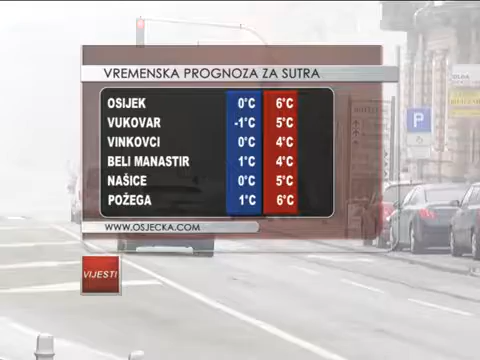 VREMENSKA PROGNOZA ZA SUTRA
OSIJEK 0°C 6°C
VUKOVAR -1°C 5°C
VINKOVCI 0°C 4°C
BELI MANASTIR 1°C 4°C
NAŠICE 0°C 5°C
POŽEGA 1°C 6°C
WWW.OSJECKA.COM
VIJESTI
P